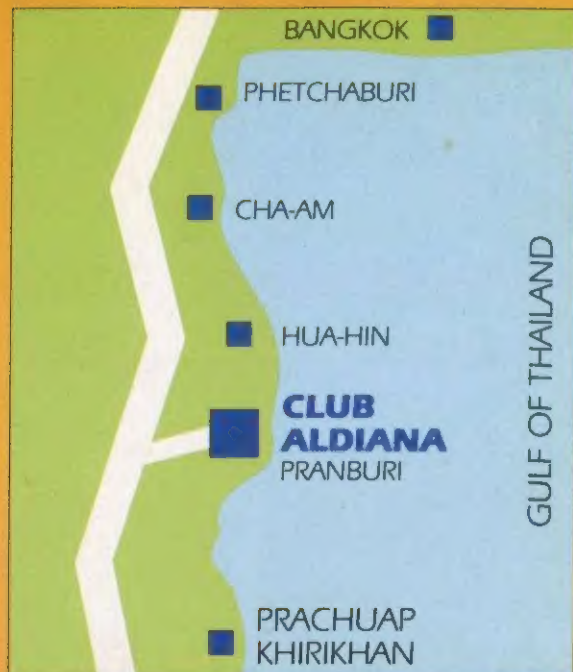 BANGKOK
PHETCHABURI
CHA-AM
HUA-HIN
CLUB
ALDIANA
PRANBURI
GULF OF THAILAND
PRACHUAP
KHIRIKHAN